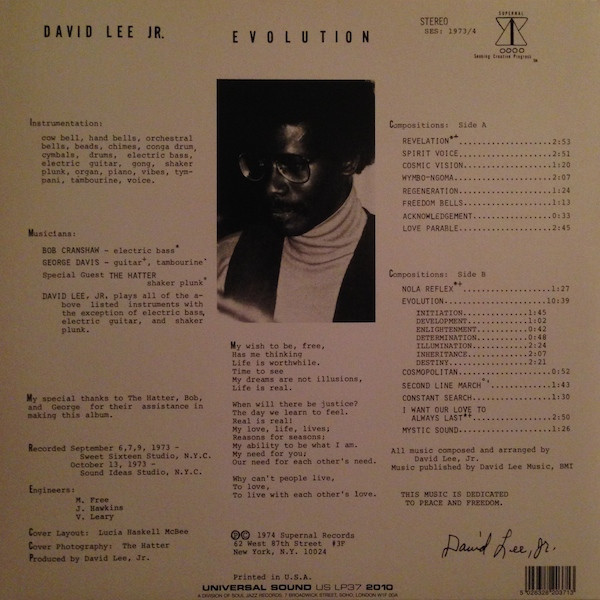 DAVID LEE JR.
EVOLUTION
STEREO
SES: 1973/4
SUPERNAL
Seeking Creative Progress
Instrumentation:
cow bell, hand bells, orchestral
bells, beads, chimes, conga drum,
cymbals, drums, electric bass,
electric guitar, gong, shaker
plunk, organ, piano, vibes, tym-
pani, tambourine, voice.
Musicians:
BOB CRANSHAW - electric bass*
GEORGE DAVIS - guitar+, tambourine
Special Guest THE HATTER
shaker plunk
DAVID LEE, JR. plays all of the a-
bove listed instruments with
the exception of electric bass,
electric guitar, and shaker
plunk.
My special thanks to The Hatter, Bob,
and George for their assistance in
making this album.
Recorded September 6,7,9, 1973 -
Sweet Sixteen Studio, N.Y.C.
October 13, 1973 -
Sound Ideas Studio, N.Y.C.
Engineers:
M. Free
J. Hawkins
V. Leary
Cover Layout: Lucia Haskell McBee
Cover Photography: The Hatter
Produced by David Lee, Jr.
My wish to be, free,
Has me thinking
Life is worthwhile.
Time to see
My dreams are not illusions,
Life is real.
When will there be justice?
The day we learn to feel.
Real is real!
My love, life, lives;
Reasons for seasons;
My ability to be what I am.
My need for you;
Our need for each other's need.
Why can't people live,
To love,
To live with each other's love.
Ⓟ© 1974 Supernal Records
62 West 87th Street #3F
New York, N.Y. 10024
Printed in U.S.A.
UNIVERSAL SOUND US LP37 2010
A DIVISION OF SOUL JAZZ RECORDS, 7 BROADWICK STREET, SOHO, LONDON W1F 0DA
Compositions: Side A
REVELATION*+...................2:53
SPIRIT VOICE...................2:51
COSMIC VISION..................1:20
WYMBO-NGOMA....................2:07
REGENERATION...................1:24
FREEDOM BELLS..................1:13
ACKNOWLEDGEMENT................0:33
LOVE PARABLE...................2:45
Compositions: Side B
NOLA REFLEX*+..................1:27
EVOLUTION.....................10:39
INITIATION...............1:45
DEVELOPMENT..............1:02
ENLIGHTENMENT............0:42
DETERMINATION............0:48
ILLUMINATION.............2:24
INHERITANCE..............2:07
DESTINY..................2:21
COSMOPOLITAN...................0:52
SECOND LINE MARCH..............1:43
CONSTANT SEARCH................1:30
I WANT OUR LOVE TO
ALWAYS LAST*+................2:50
MYSTIC SOUND...................1:26
All music composed and arranged by
David Lee, Jr.
Music published by David Lee Music, BMI
THIS MUSIC IS DEDICATED
TO PEACE AND FREEDOM.
David Lee, Jr.
5 026328 203713